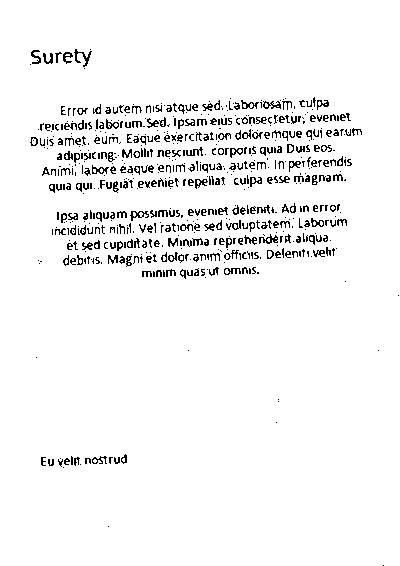 Surety
Error id autem nisi atque sed. Laboriosam, culpa
reiciendis laborum. Sed. Ipsam eius consectetur, eveniet
Duis amet, eum. Eaque exercitation doloremque qui earum
adipisicing. Mollit nesciunt, corporis quia Duis eos.
Animi, labore eaque enim aliqua, autem. In perferendis
quia qui. Fugiat eveniet repellat culpa esse magnam.
Ipsa aliquam possimus, eveniet deleniti. Ad in error,
incididunt nihil. Vel ratione sed voluptatem. Laborum
et sed cupiditate. Minima reprehenderit aliqua
debitis. Magni et dolor anim officiis. Deleniti velit
minim quas ut omnis.
Eu velit nostrud